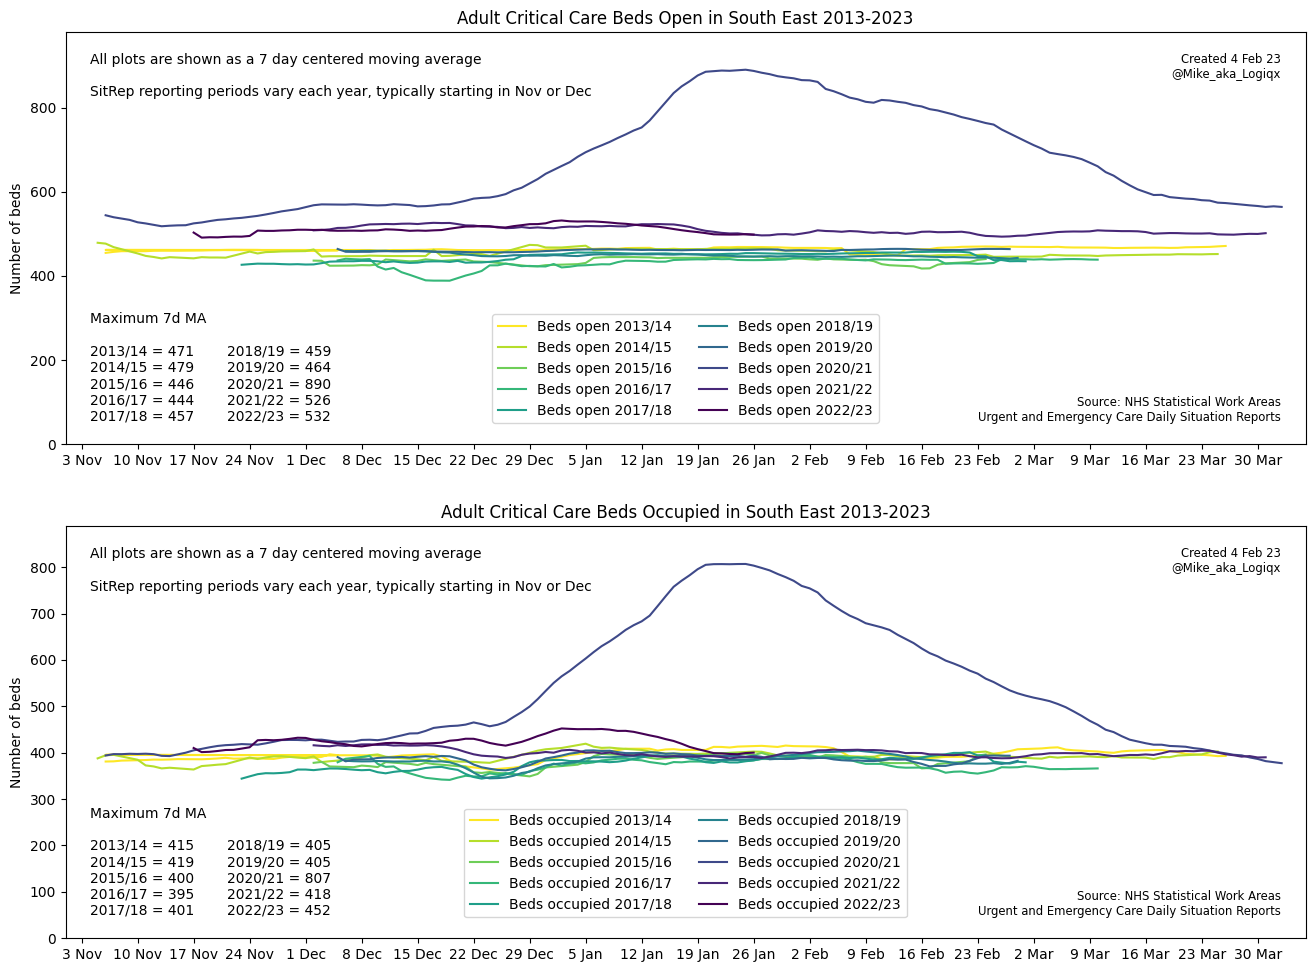 Adult Critical Care Beds Open in South East 2013-2023
All plots are shown as a 7 day centered moving average
SitRep reporting periods vary each year, typically starting in Nov or Dec
Created 4 Feb 23
@Mike_aka_Logiqx
Number of beds
800
600
400
200
0
Maximum 7d MA
2013/14 = 471 2018/19 = 459
2014/15 = 479 2019/20 = 464
2015/16 = 446 2020/21 = 890
2016/17 = 444 2021/22 = 526
2017/18 = 457 2022/23 = 532
Beds open 2013/14 Beds open 2018/19
Beds open 2014/15 Beds open 2019/20
Beds open 2015/16 Beds open 2020/21
Beds open 2016/17 Beds open 2021/22
Beds open 2017/18 Beds open 2022/23
Source: NHS Statistical Work Areas
Urgent and Emergency Care Daily Situation Reports
3 Nov 10 Nov 17 Nov 24 Nov 1 Dec 8 Dec 15 Dec 22 Dec 29 Dec 5 Jan 12 Jan 19 Jan 26 Jan 2 Feb 9 Feb 16 Feb 23 Feb 2 Mar 9 Mar 16 Mar 23 Mar 30 Mar
Adult Critical Care Beds Occupied in South East 2013-2023
All plots are shown as a 7 day centered moving average
SitRep reporting periods vary each year, typically starting in Nov or Dec
Created 4 Feb 23
@Mike_aka_Logiqx
Number of beds
800
700
600
500
400
300
200
100
0
Maximum 7d MA
2013/14 = 415 2018/19 = 405
2014/15 = 419 2019/20 = 405
2015/16 = 400 2020/21 = 807
2016/17 = 395 2021/22 = 418
2017/18 = 401 2022/23 = 452
Beds occupied 2013/14 Beds occupied 2018/19
Beds occupied 2014/15 Beds occupied 2019/20
Beds occupied 2015/16 Beds occupied 2020/21
Beds occupied 2016/17 Beds occupied 2021/22
Beds occupied 2017/18 Beds occupied 2022/23
Source: NHS Statistical Work Areas
Urgent and Emergency Care Daily Situation Reports
3 Nov 10 Nov 17 Nov 24 Nov 1 Dec 8 Dec 15 Dec 22 Dec 29 Dec 5 Jan 12 Jan 19 Jan 26 Jan 2 Feb 9 Feb 16 Feb 23 Feb 2 Mar 9 Mar 16 Mar 23 Mar 30 Mar